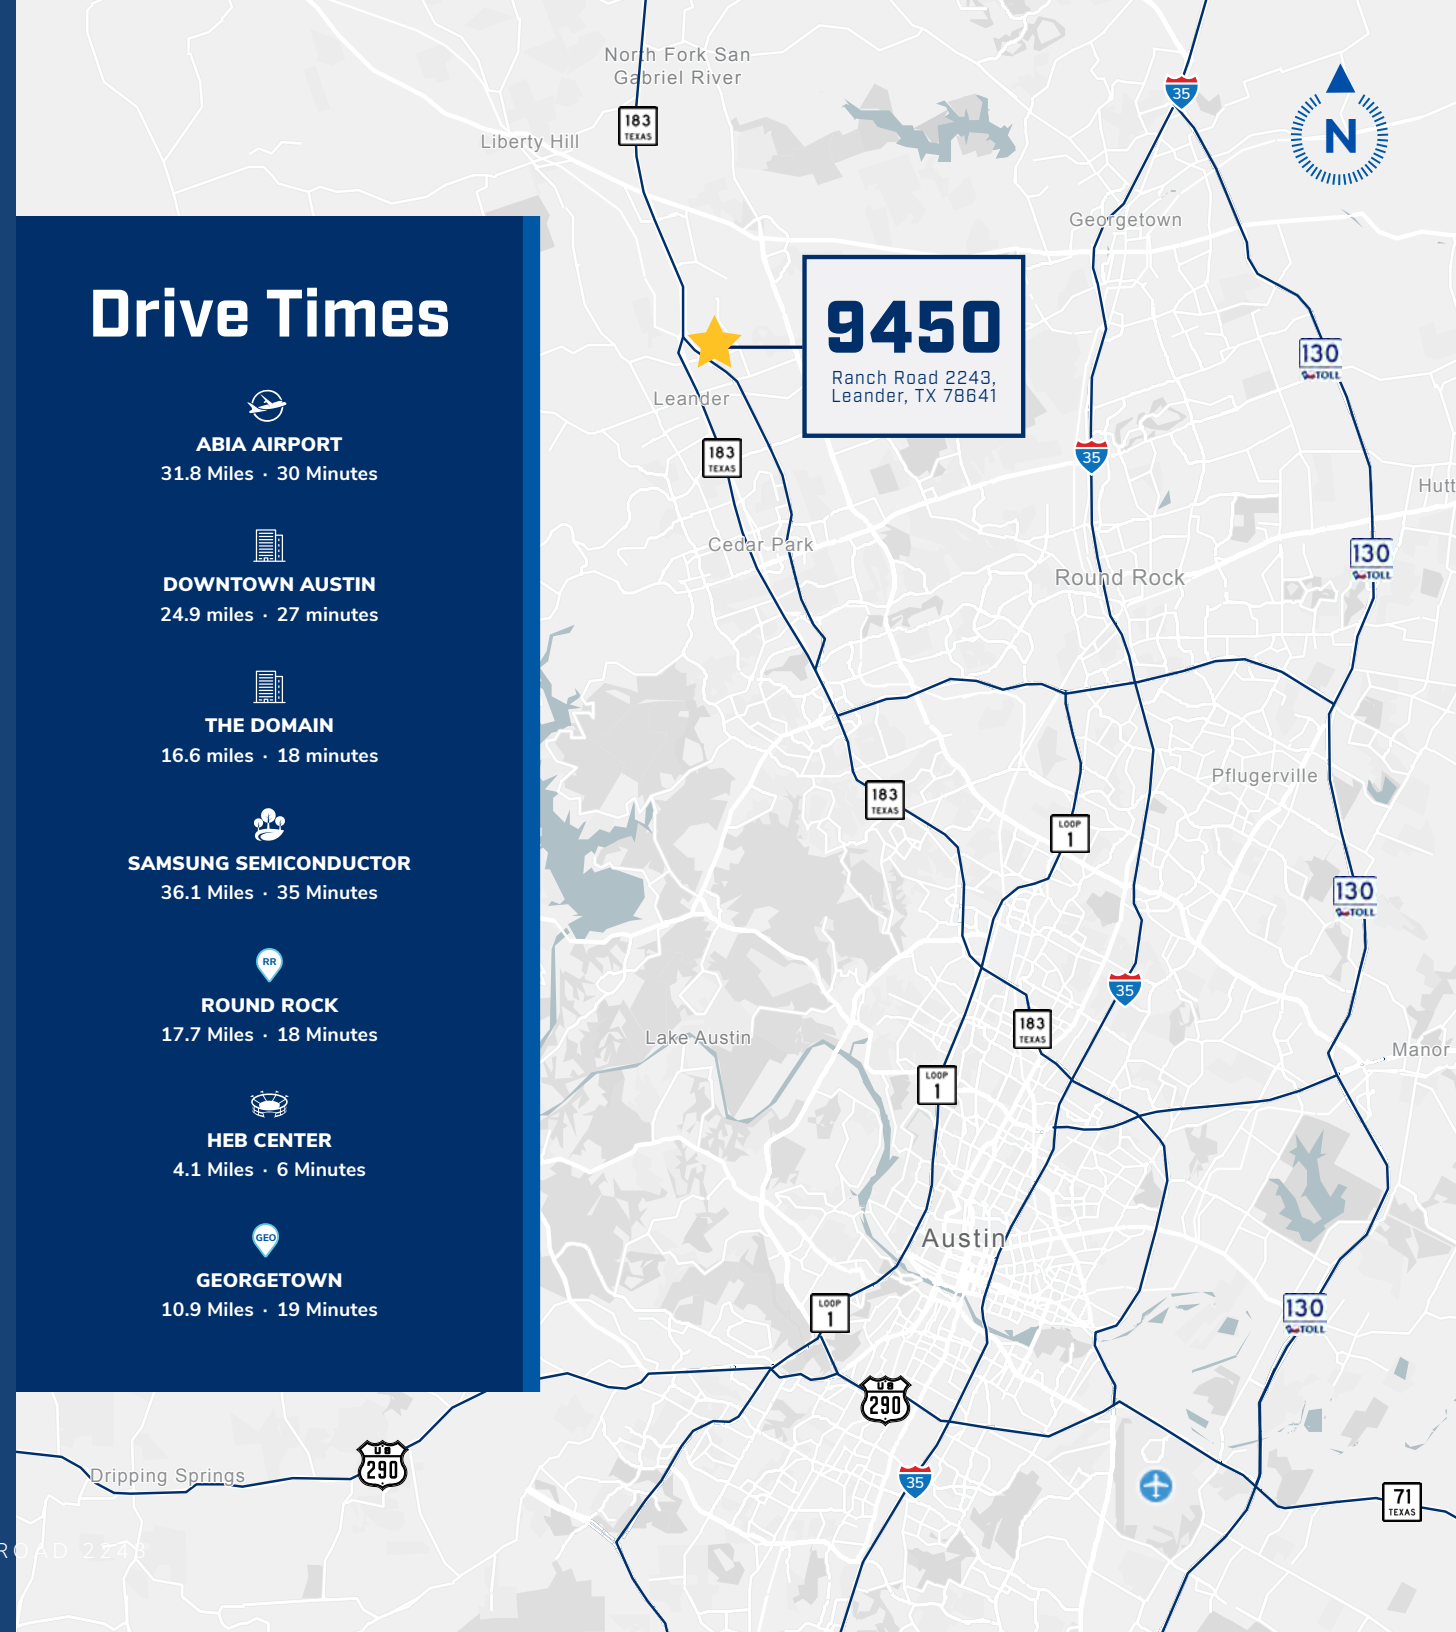 North Fork San
Gabriel River
35
183
TEXAS
N
Liberty Hill
Georgetown
Drive Times
9450
Ranch Road 2243,
Leander, TX 78641
130
TOLL
Leander
ABIA AIRPORT
31.8 Miles · 30 Minutes
183
TEXAS
35
Hutt
Cedar Park
130
TOLL
Round Rock
DOWNTOWN AUSTIN
24.9 miles · 27 minutes
THE DOMAIN
16.6 miles · 18 minutes
Pflugerville
183
TEXAS
LOOP
1
SAMSUNG SEMICONDUCTOR
36.1 Miles · 35 Minutes
130
TOLL
RR
ROUND ROCK
17.7 Miles · 18 Minutes
35
183
TEXAS
Lake Austin
Manor
LOOP
1
HEB CENTER
4.1 Miles · 6 Minutes
GEO
GEORGETOWN
10.9 Miles · 19 Minutes
Austin
LOOP
1
130
TOLL
US
290
US
290
Dripping Springs
35
71
TEXAS
ROAD 2243